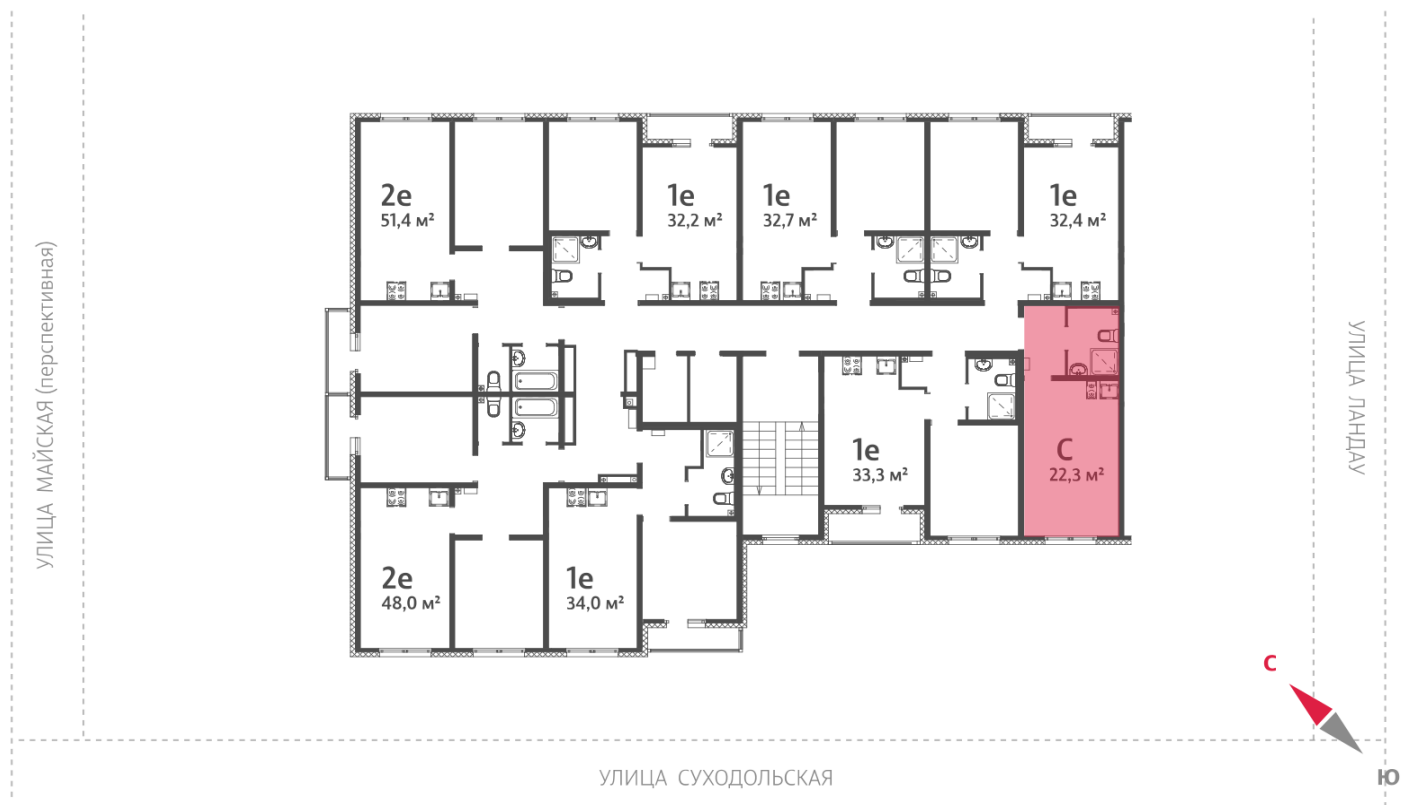 2е
51,4 м²
1е
32,2 м²
1е
32,7 м²
1е
32,4 м²
УЛИЦА МАЙСКАЯ (перспективная)
УЛИЦА ЛАНДАУ
1е
33,3 м²
С
22,3 м²
2е
48,0 м²
1е
34,0 м²
С
Ю
УЛИЦА СУХОДОЛЬСКАЯ